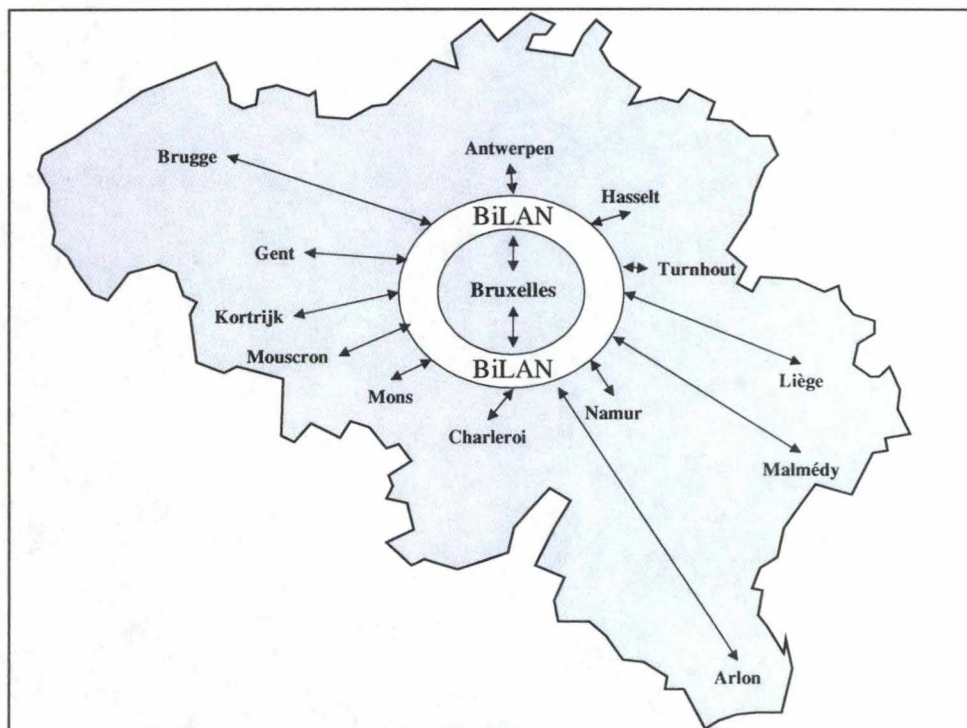 Antwerpen
Brugge
Hasselt
BiLAN
Gent
Turnhout
Bruxelles
Kortrijk
Mouscron
BiLAN
Liège
Mons
Namur
Charleroi
Malmédy
Arlon